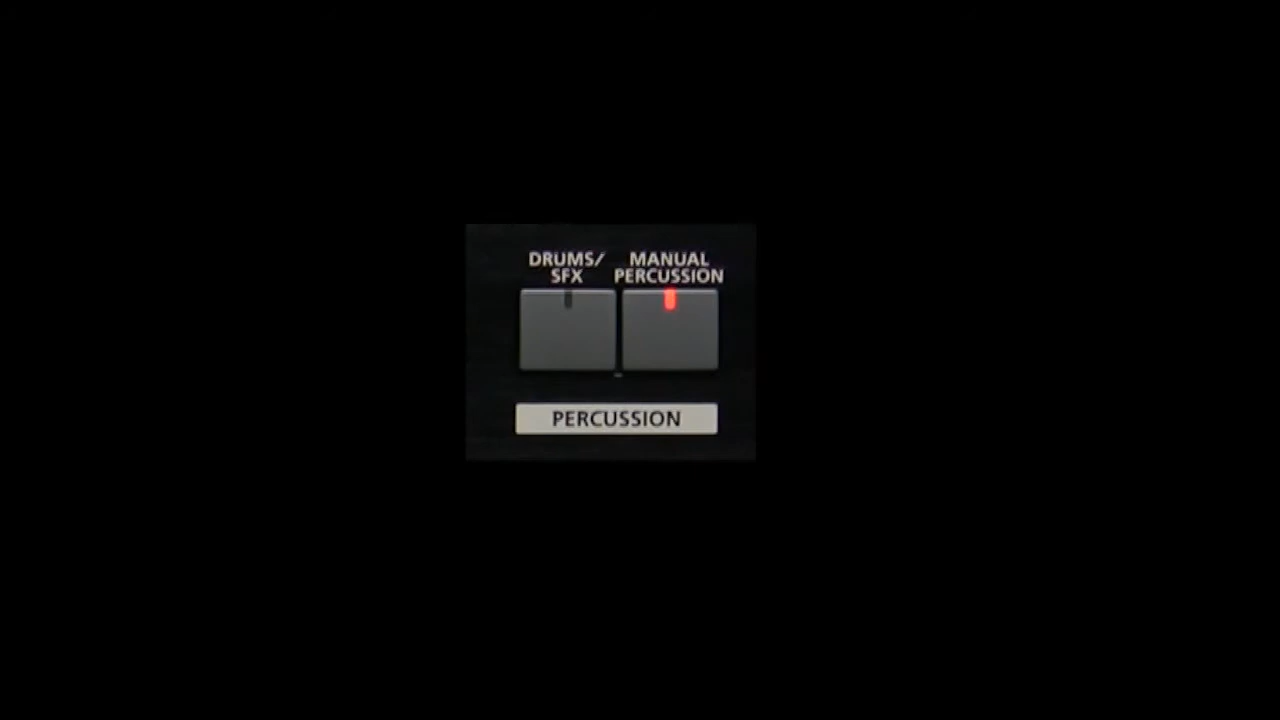 DRUMS/
SFX
MANUAL
PERCUSSION
PERCUSSION